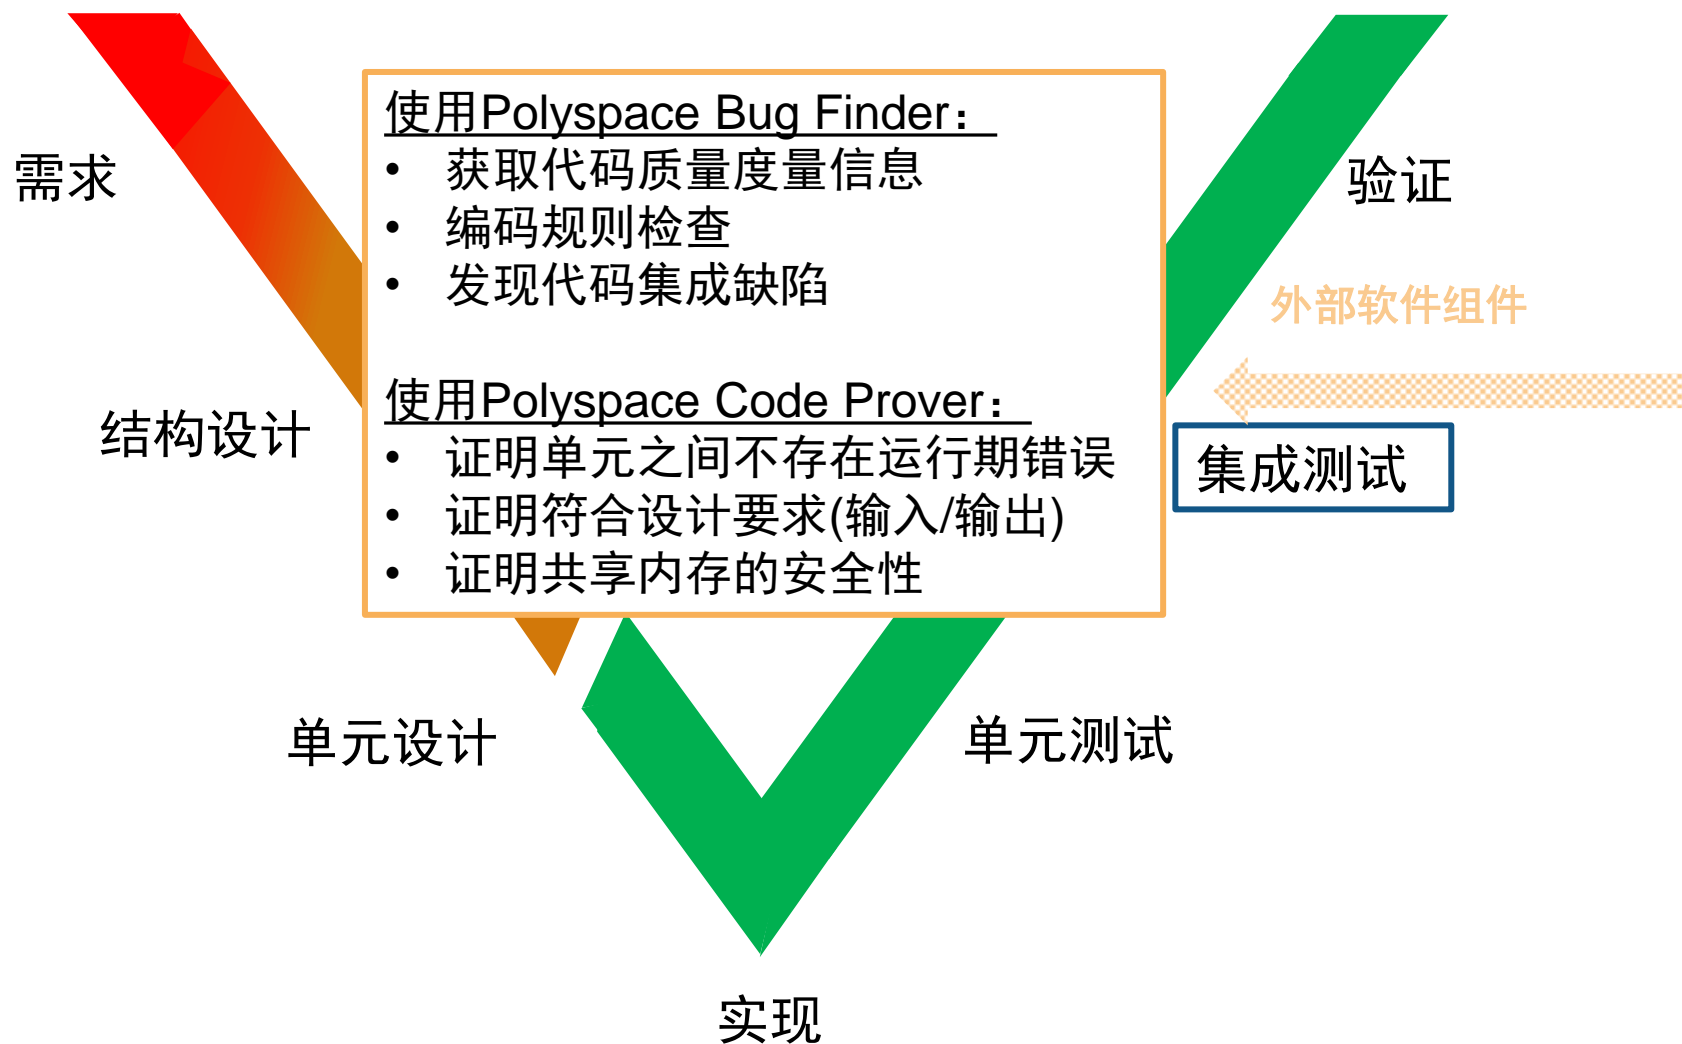 使用Polyspace Bug Finder：
• 获取代码质量度量信息
• 编码规则检查
• 发现代码集成缺陷
使用Polyspace Code Prover：
• 证明单元之间不存在运行期错误
• 证明符合设计要求(输入/输出)
• 证明共享内存的安全性
需求
结构设计
单元设计
实现
单元测试
集成测试
外部软件组件
验证